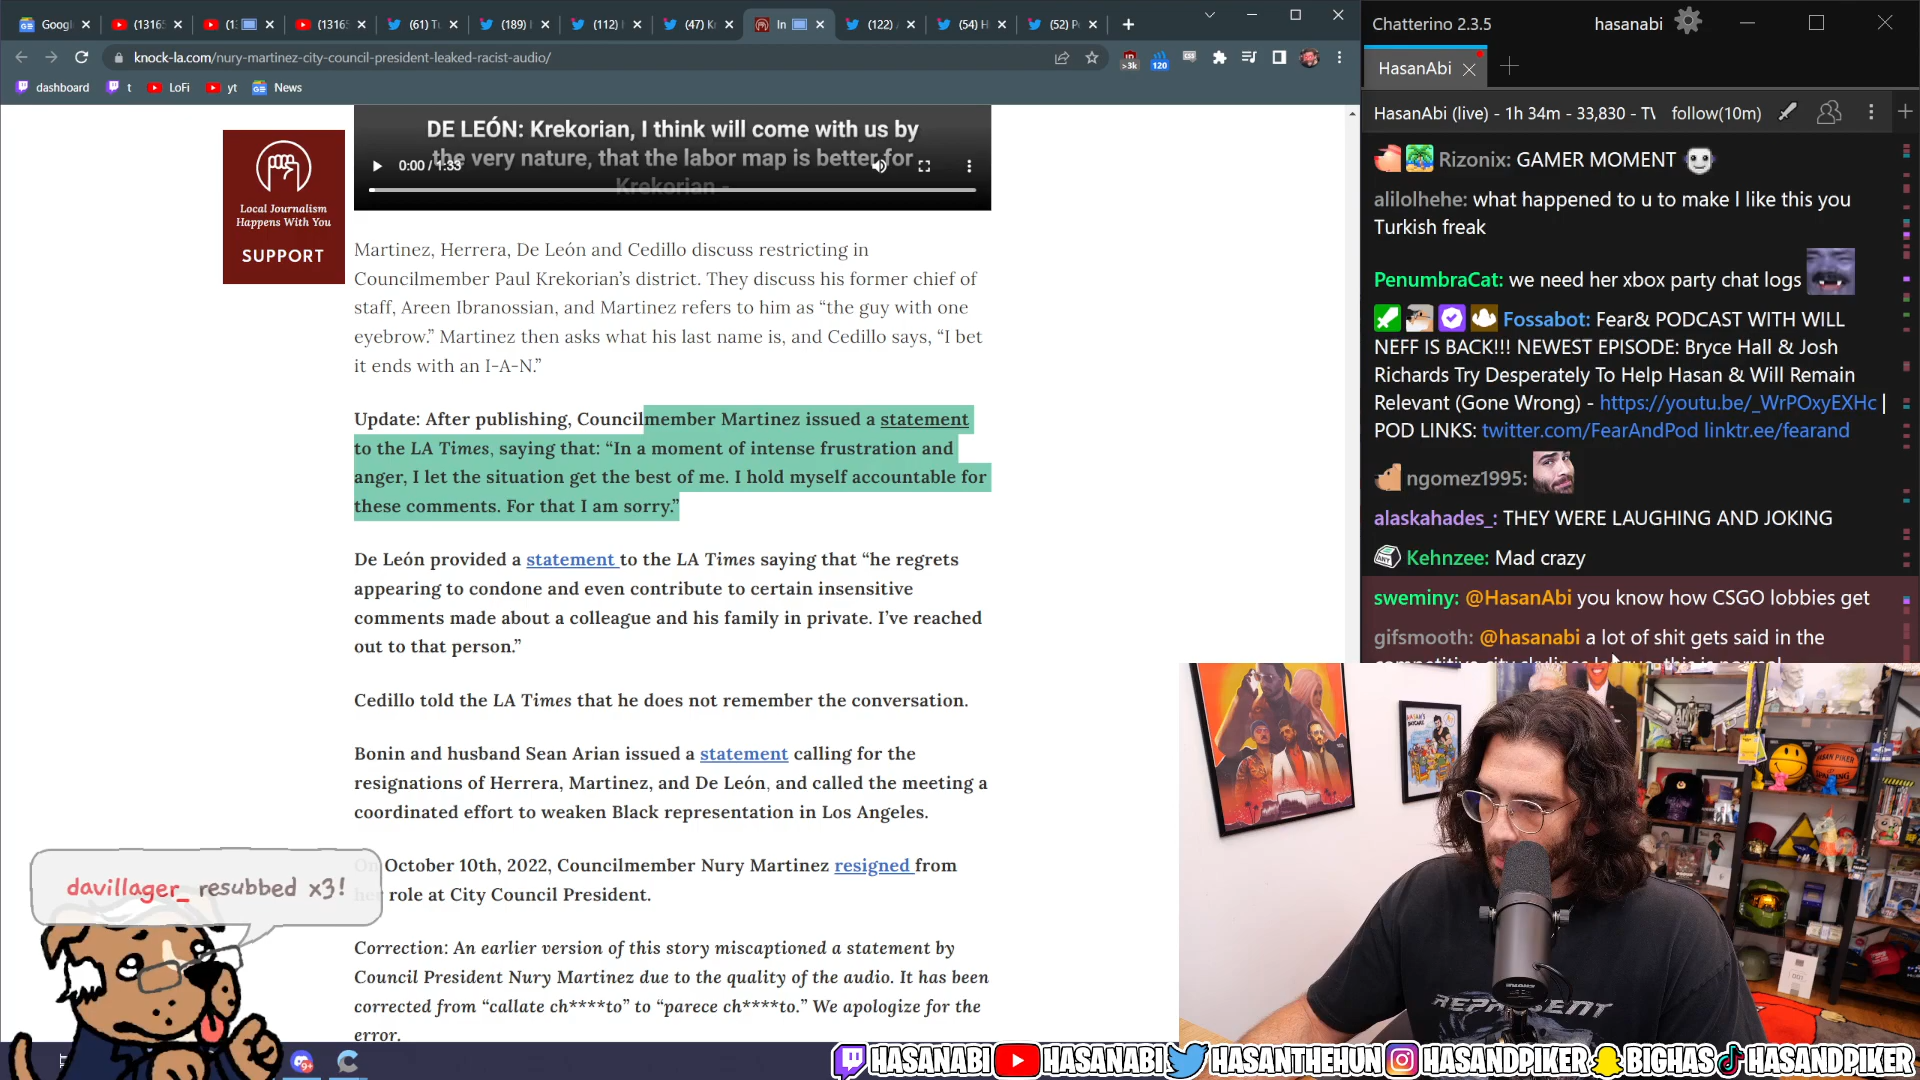 Googl
(1316
(1:
(1316
(61) Tu
(189)
(112)
(47) K
In
(122) /
(54) H
(52) P
knock-la.com/nury-martinez-city-council-president-leaked-racist-audio/
>3k
120
dashboard
t
LoFi
yt
News
Local Journalism
Happens With You
SUPPORT
DE LEÓN: Krekorian, I think will come with us by
the very nature, that the labor map is better for
Krekorian -
0:00 / 1:33
Martinez, Herrera, De León and Cedillo discuss restricting in
Councilmember Paul Krekorian’s district. They discuss his former chief of
staff, Areen Ibranossian, and Martinez refers to him as “the guy with one
eyebrow.” Martinez then asks what his last name is, and Cedillo says, “I bet
it ends with an I-A-N.”
Update: After publishing, Councilmember Martinez issued a statement
to the LA Times, saying that: “In a moment of intense frustration and
anger, I let the situation get the best of me. I hold myself accountable for
these comments. For that I am sorry.”
De León provided a statement to the LA Times saying that “he regrets
appearing to condone and even contribute to certain insensitive
comments made about a colleague and his family in private. I’ve reached
out to that person.”
Cedillo told the LA Times that he does not remember the conversation.
Bonin and husband Sean Arian issued a statement calling for the
resignations of Herrera, Martinez, and De León, and called the meeting a
coordinated effort to weaken Black representation in Los Angeles.
On October 10th, 2022, Councilmember Nury Martinez resigned from
her role at City Council President.
Correction: An earlier version of this story miscaptioned a statement by
Council President Nury Martinez due to the quality of the audio. It has been
corrected from “callate ch****to” to “parece ch****to.” We apologize for the
error.
davillager_ resubbed x3!
Chatterino 2.3.5
hasanabi
HasanAbi
HasanAbi (live) - 1h 34m - 33,830 - T\
follow(10m)
Rizonix: GAMER MOMENT
alilolhehe: what happened to u to make l like this you
Turkish freak
PenumbraCat: we need her xbox party chat logs
Fossabot: Fear& PODCAST WITH WILL
NEFF IS BACK!!! NEWEST EPISODE: Bryce Hall & Josh
Richards Try Desperately To Help Hasan & Will Remain
Relevant (Gone Wrong) - https://youtu.be/_WrPOxyEXHc |
POD LINKS: twitter.com/FearAndPod linktr.ee/fearand
ngomez1995:
alaskahades_: THEY WERE LAUGHING AND JOKING
Kehnzee: Mad crazy
sweminy: @HasanAbi you know how CSGO lobbies get
gifsmooth: @hasanabi a lot of shit gets said in the
REPRESENT
HASANABI HASANABI HASANTHEHUN HASANDPIKER BIGHAS HASANDPIKER